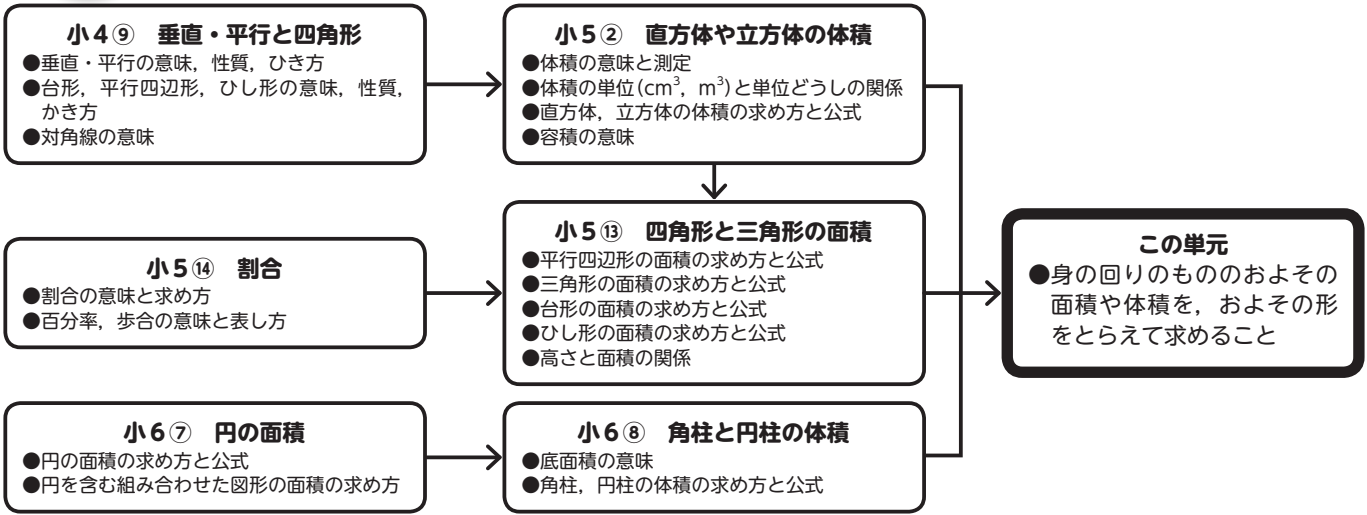 小4⑨ 垂直・平行と四角形
●垂直・平行の意味，性質，ひき方
●台形，平行四辺形，ひし形の意味，性質，
かき方
●対角線の意味
小5② 直方体や立方体の体積
●体積の意味と測定
●体積の単位(cm³，m³)と単位どうしの関係
●直方体，立方体の体積の求め方と公式
●容積の意味
小5⑭ 割合
●割合の意味と求め方
●百分率，歩合の意味と表し方
小5⑬ 四角形と三角形の面積
●平行四辺形の面積の求め方と公式
●三角形の面積の求め方と公式
●台形の面積の求め方と公式
●ひし形の面積の求め方と公式
●高さと面積の関係
小6⑦ 円の面積
●円の面積の求め方と公式
●円を含む組み合わせた図形の面積の求め方
小6⑧ 角柱と円柱の体積
●底面積の意味
●角柱，円柱の体積の求め方と公式
この単元
●身の回りのもののおよその
面積や体積を，およその形
をとらえて求めること